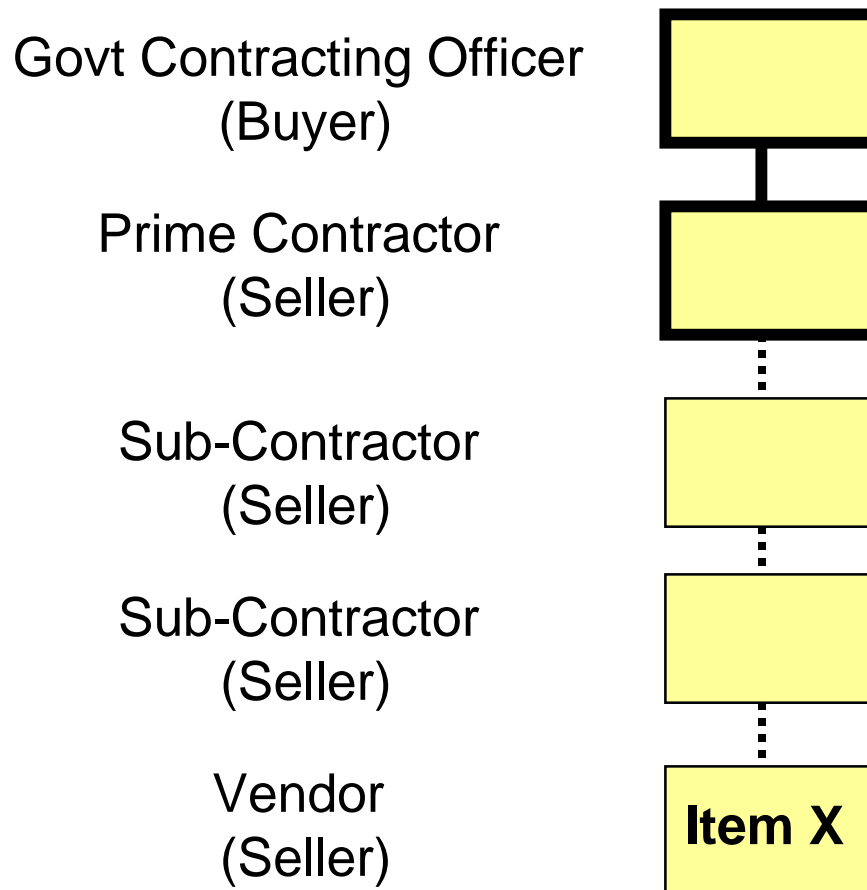 Govt Contracting Officer
(Buyer)
Prime Contractor
(Seller)
Sub-Contractor
(Seller)
Sub-Contractor
(Seller)
Vendor
(Seller)
Item X